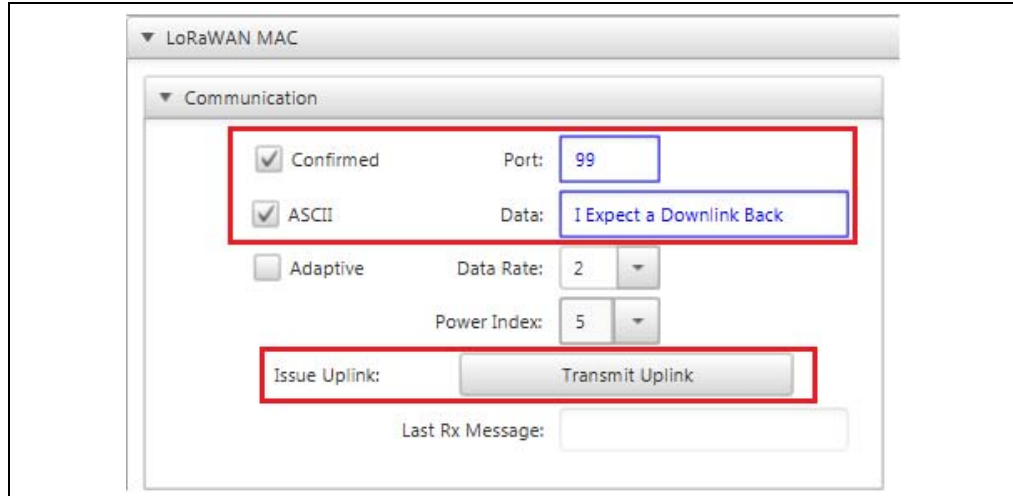 LoRaWAN MAC
Communication
Confirmed Port: 99
ASCII Data: I Expect a Downlink Back
Adaptive Data Rate: 2
Power Index: 5
Issue Uplink: Transmit Uplink
Last Rx Message: